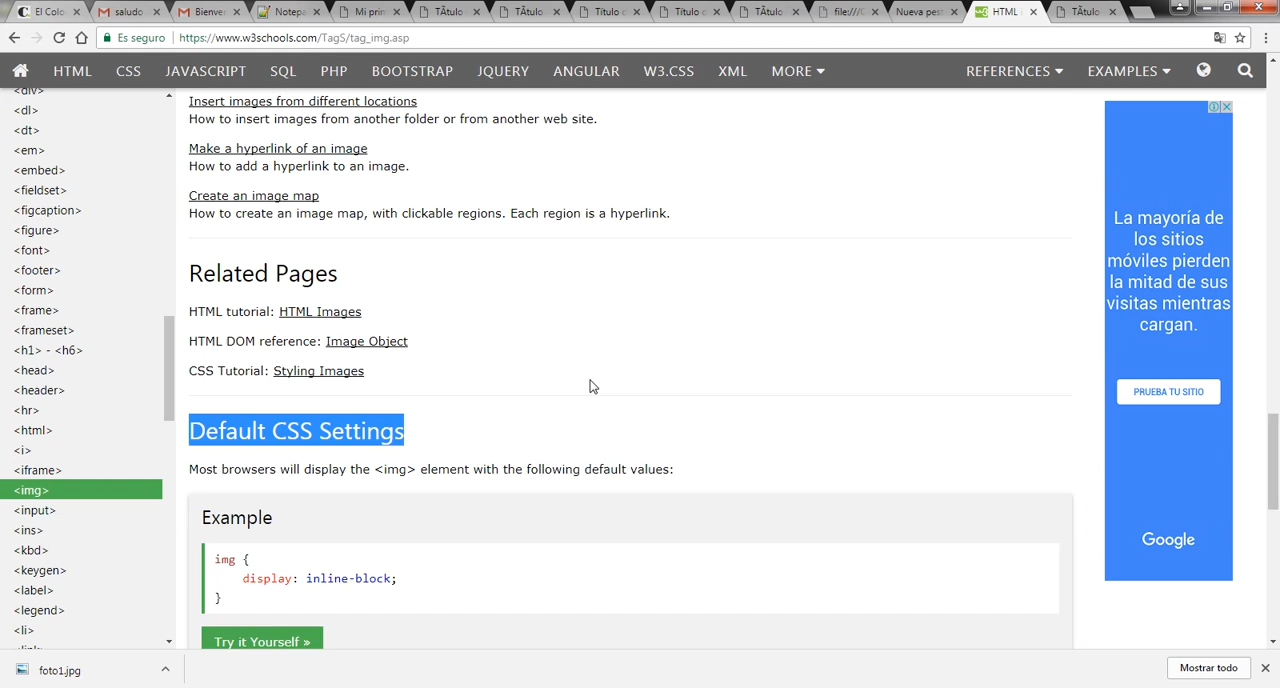 El Colo
saludo
Bienve
Notepa
Mi prin
TÃtulo
TÃtulo
Título
Título
TÃtulo
file:///C
Nueva pes
HTML
TÃtulo
Es seguro
https://www.w3schools.com/TagS/tag_img.asp
HTML
CSS
JAVASCRIPT
SQL
PHP
BOOTSTRAP
JQUERY
ANGULAR
W3.CSS
XML
MORE
REFERENCES
EXAMPLES
<div>
<dl>
<dt>
<em>
<embed>
<fieldset>
<figcaption>
<figure>
<font>
<footer>
<form>
<frame>
<frameset>
<h1> - <h6>
<head>
<header>
<hr>
<html>
<i>
<iframe>
<img>
<input>
<ins>
<kbd>
<keygen>
<label>
<legend>
<li>
Insert images from different locations
How to insert images from another folder or from another web site.
Make a hyperlink of an image
How to add a hyperlink to an image.
Create an image map
How to create an image map, with clickable regions. Each region is a hyperlink.
Related Pages
HTML tutorial: HTML Images
HTML DOM reference: Image Object
CSS Tutorial: Styling Images
Default CSS Settings
Most browsers will display the <img> element with the following default values:
Example
img {
display: inline-block;
}
Try it Yourself »
La mayoría de
los sitios
móviles pierden
la mitad de sus
visitas mientras
cargan.
PRUEBA TU SITIO
Google
foto1.jpg
Mostrar todo